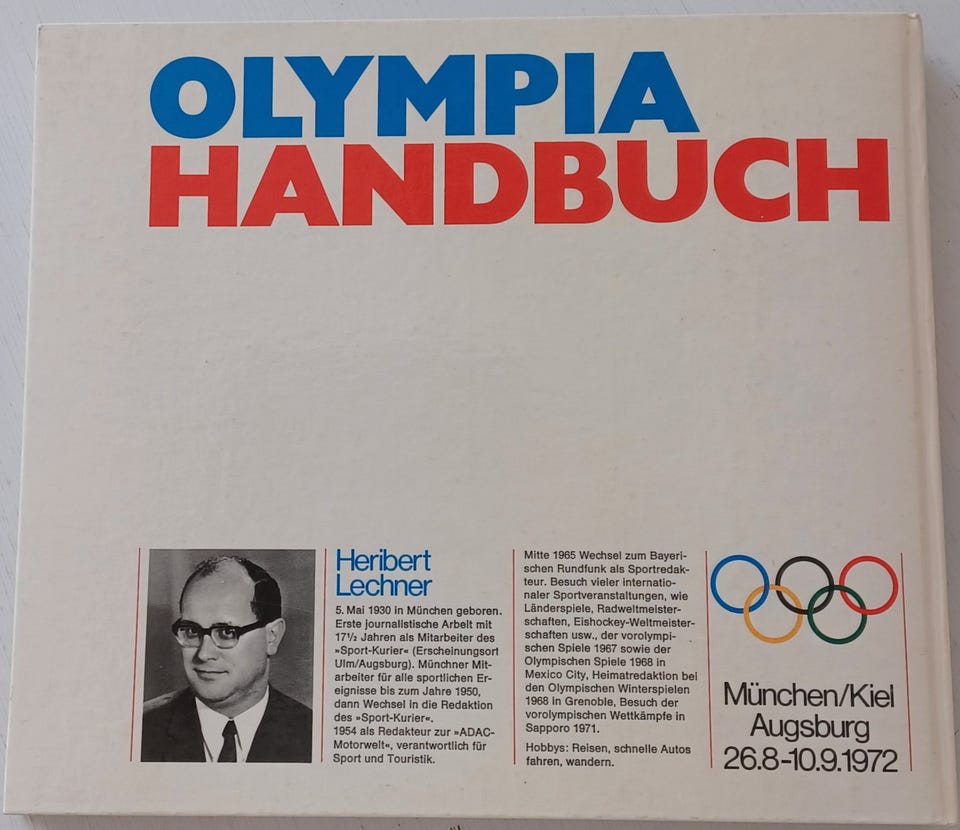 OLYMPIA
HANDBUCH
Heribert
Lechner
5. Mai 1930 in München geboren.
Erste journalistische Arbeit mit
17½ Jahren als Mitarbeiter des
»Sport-Kurier« (Erscheinungsort
Ulm/Augsburg). Münchner Mit-
arbeiter für alle sportlichen Er-
eignisse bis zum Jahre 1950,
dann Wechsel in die Redaktion
des »Sport-Kurier«.
1954 als Redakteur zur »ADAC-
Motorwelt«, verantwortlich für
Sport und Touristik.
Mitte 1965 Wechsel zum Bayeri-
schen Rundfunk als Sportredak-
teur. Besuch vieler internatio-
naler Sportveranstaltungen, wie
Länderspiele, Radweltmeister-
schaften, Eishockey-Weltmeister-
schaften usw., der vorolympi-
schen Spiele 1967 sowie der
Olympischen Spiele 1968 in
Mexico City, Heimatredaktion bei
den Olympischen Winterspielen
1968 in Grenoble, Besuch der
vorolympischen Wettkämpfe in
Sapporo 1971.
Hobbys: Reisen, schnelle Autos
fahren, wandern.
München/Kiel
Augsburg
26.8-10.9.1972